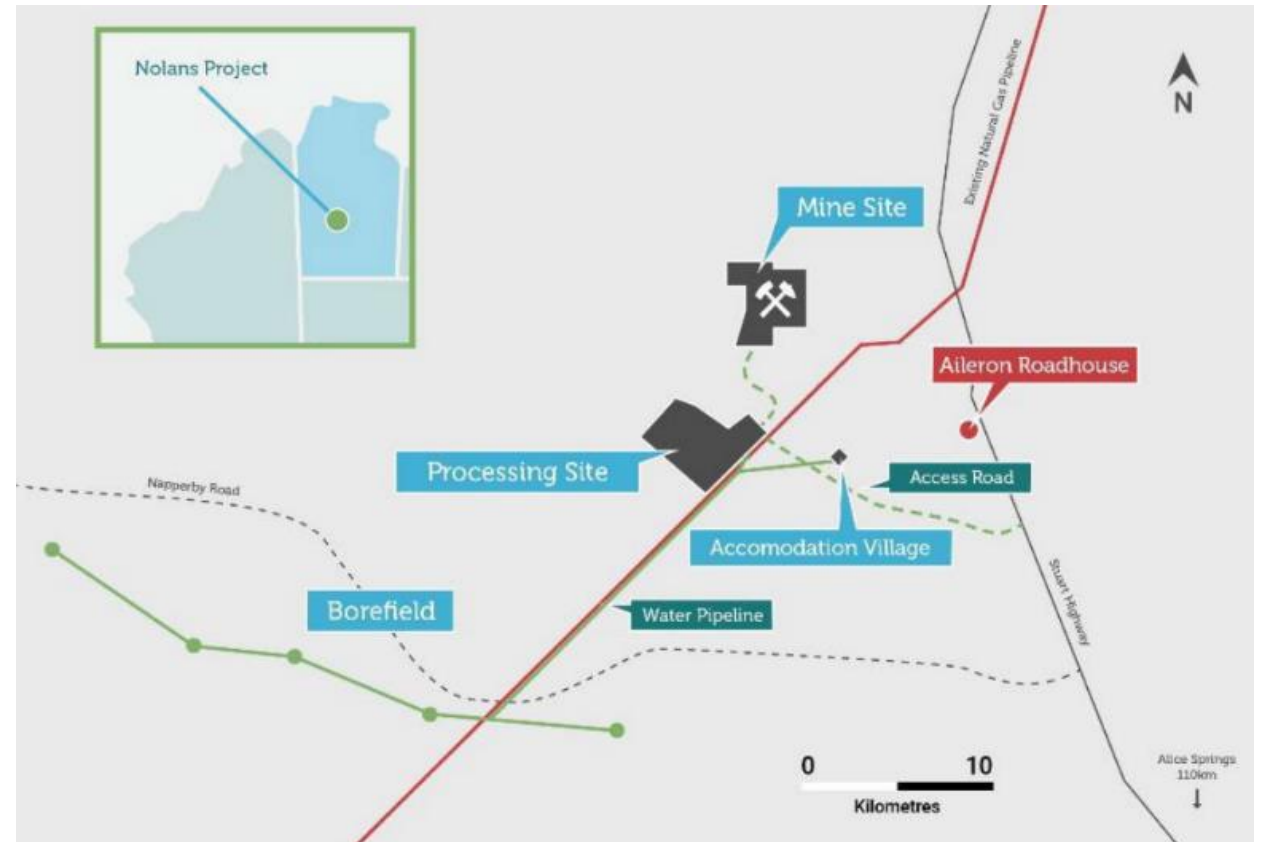 Nolans Project
N
Existing Natural Gas Pipeline
Mine Site
Aileron Roadhouse
Processing Site
Access Road
Napperby Road
Accomodation Village
Borefield
Water Pipeline
Stuart Highway
0 10
Kilometres
Alice Springs
110km